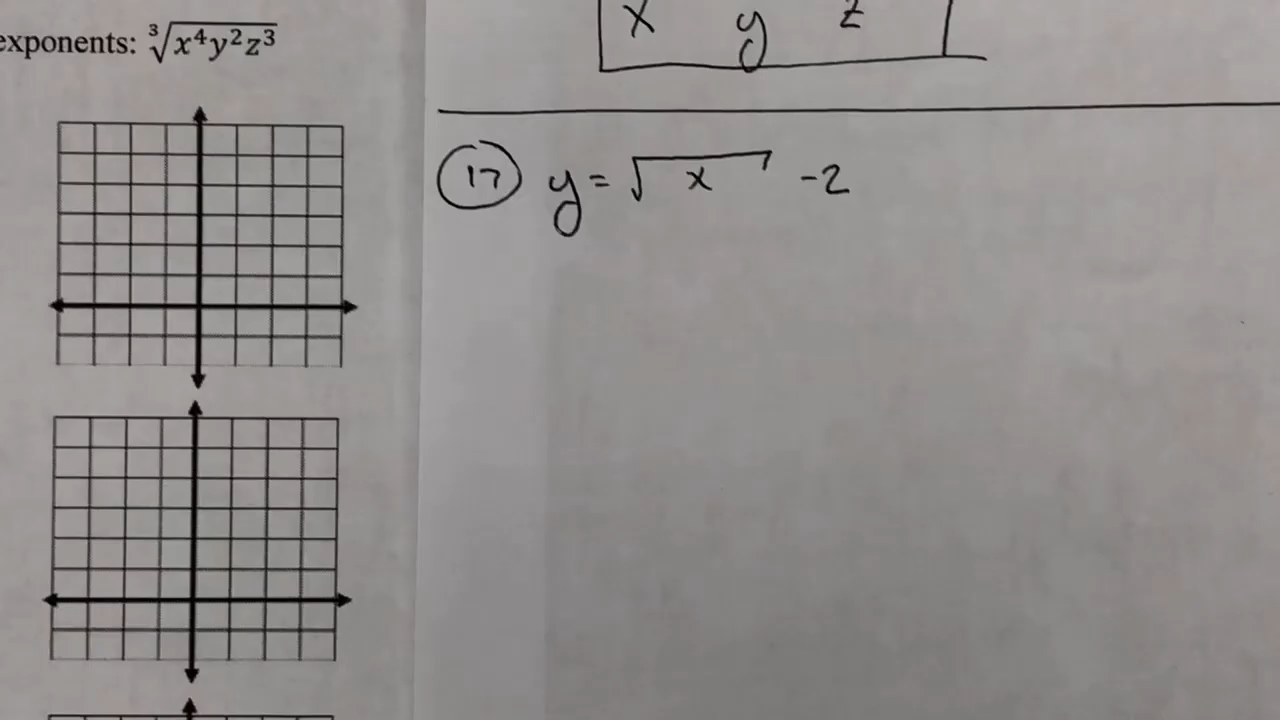 exponents: ∛(x⁴y²z³)
x y z
17 y = √x -2